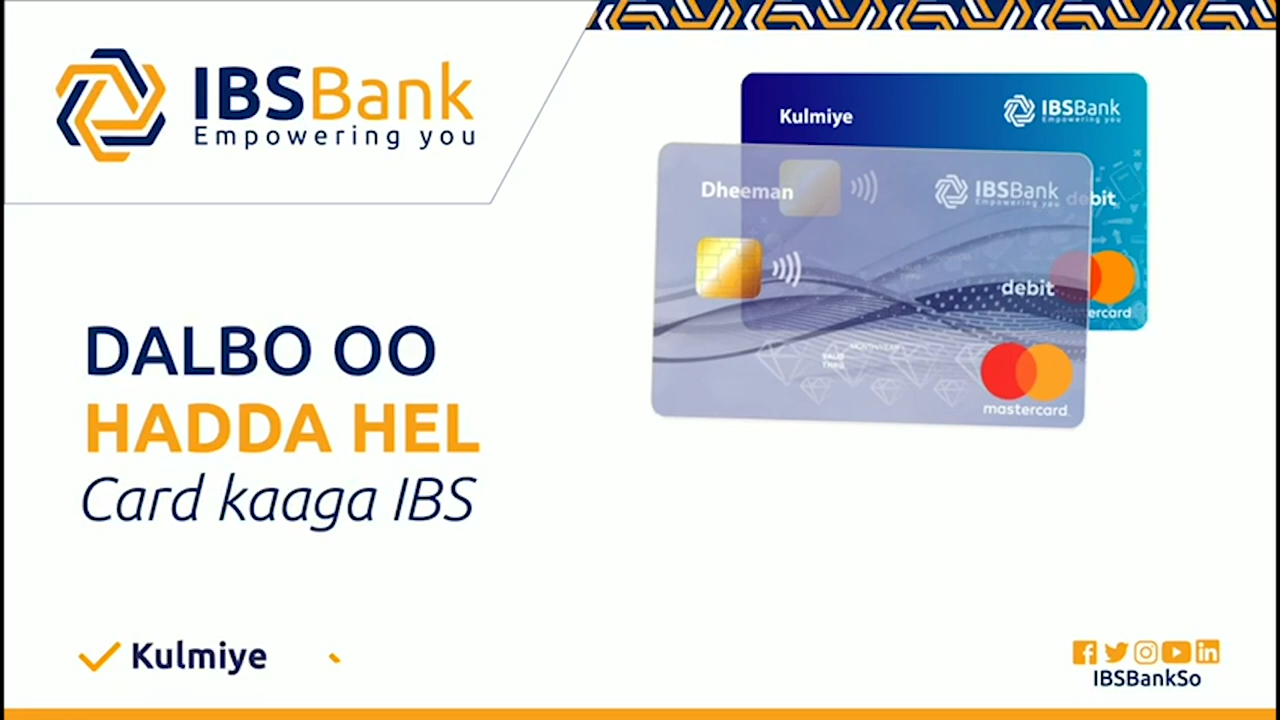 IBSBank
Empowering you
Kulmiye
IBSBank
Empowering you
debit
Dheeman
IBSBank
Empowering you
debit
mastercard
DALBO OO
HADDA HEL
Card kaaga IBS
Kulmiye
IBSBankSo